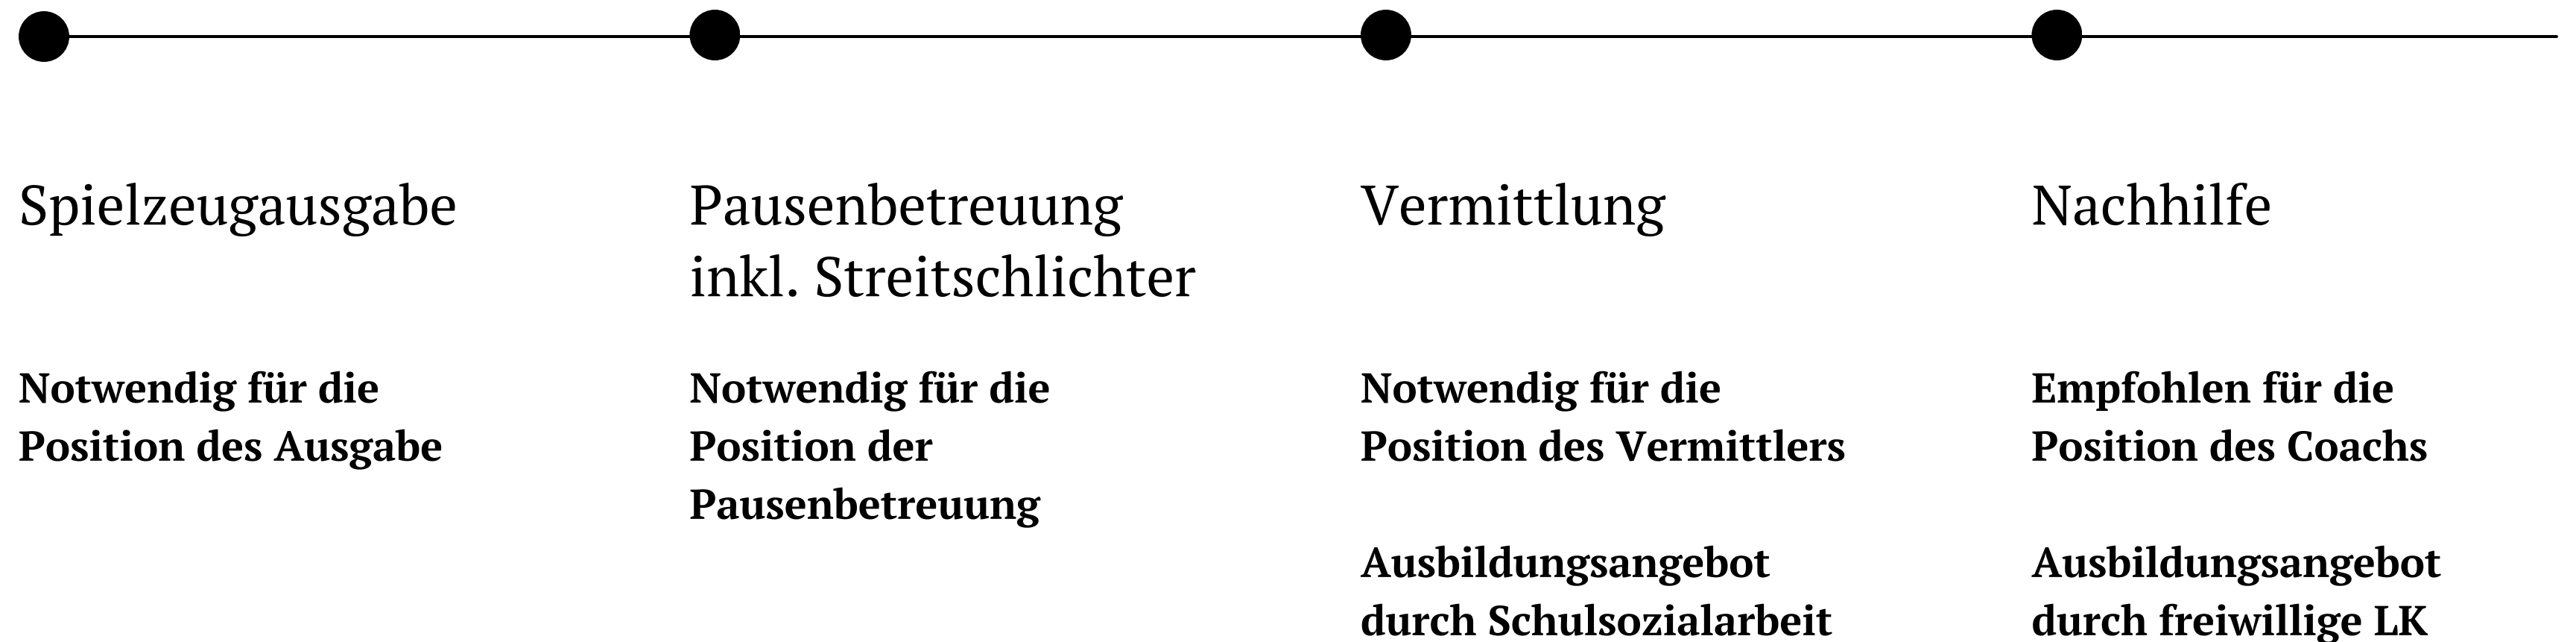 Spielzeugausgabe
Notwendig für die
Position des Ausgabe
Pausenbetreuung
inkl. Streitschlichter
Notwendig für die
Position der
Pausenbetreuung
Vermittlung
Notwendig für die
Position des Vermittlers
Ausbildungsangebot
durch Schulsozialarbeit
Nachhilfe
Empfohlen für die
Position des Coachs
Ausbildungsangebot
durch freiwillige LK